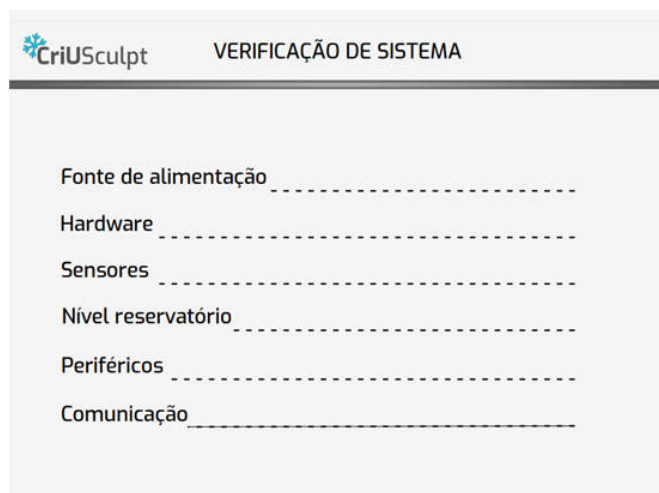 CriUSculpt VERIFICAÇÃO DE SISTEMA
Fonte de alimentação
Hardware
Sensores
Nível reservatório
Periféricos
Comunicação